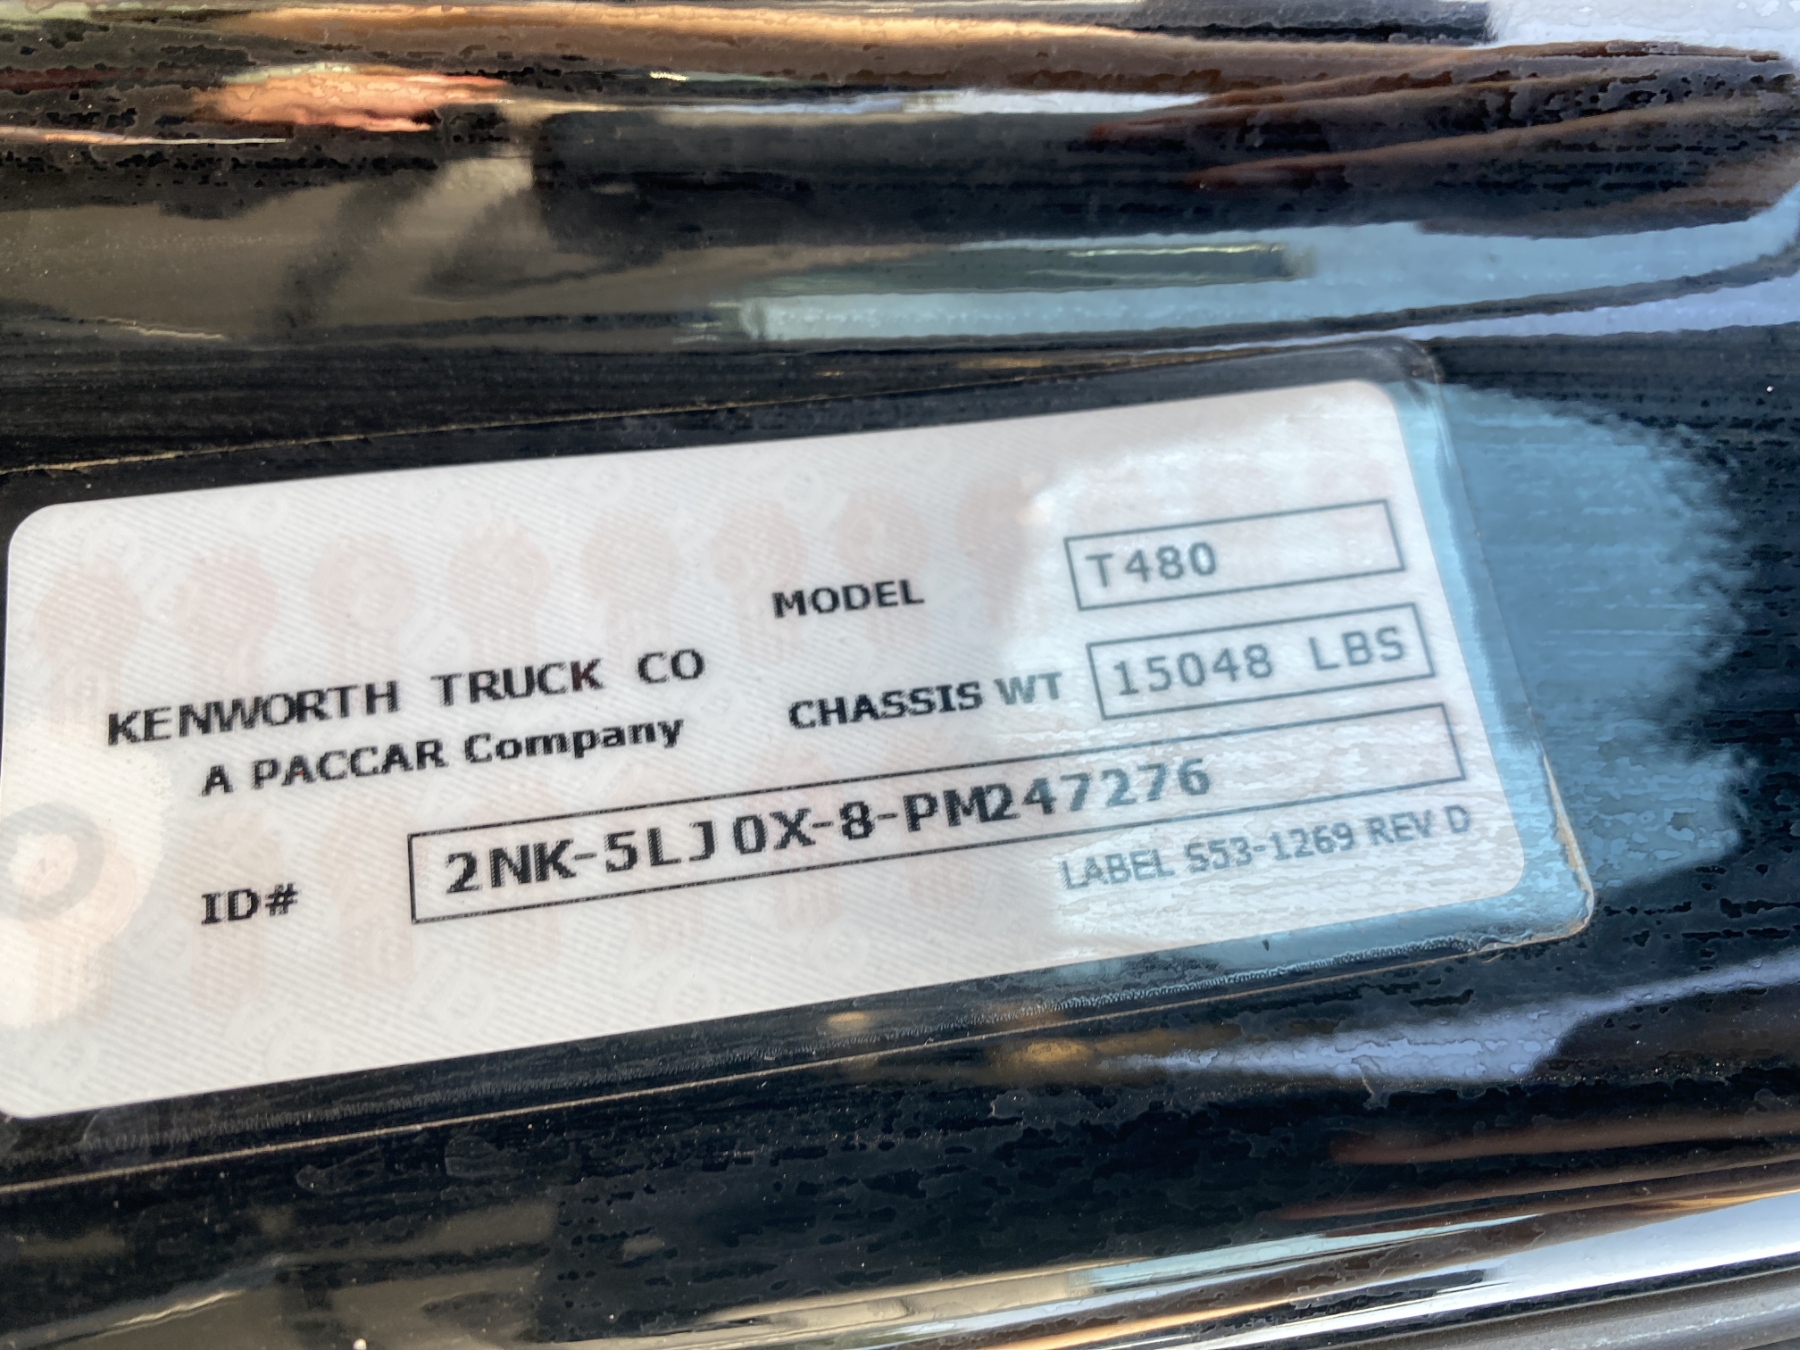 MODEL T480
KENWORTH TRUCK CO
CHASSIS WT 15048 LBS
A PACCAR Company
ID# 2NK-5LJ0X-8-PM247276
LABEL S53-1269 REV D